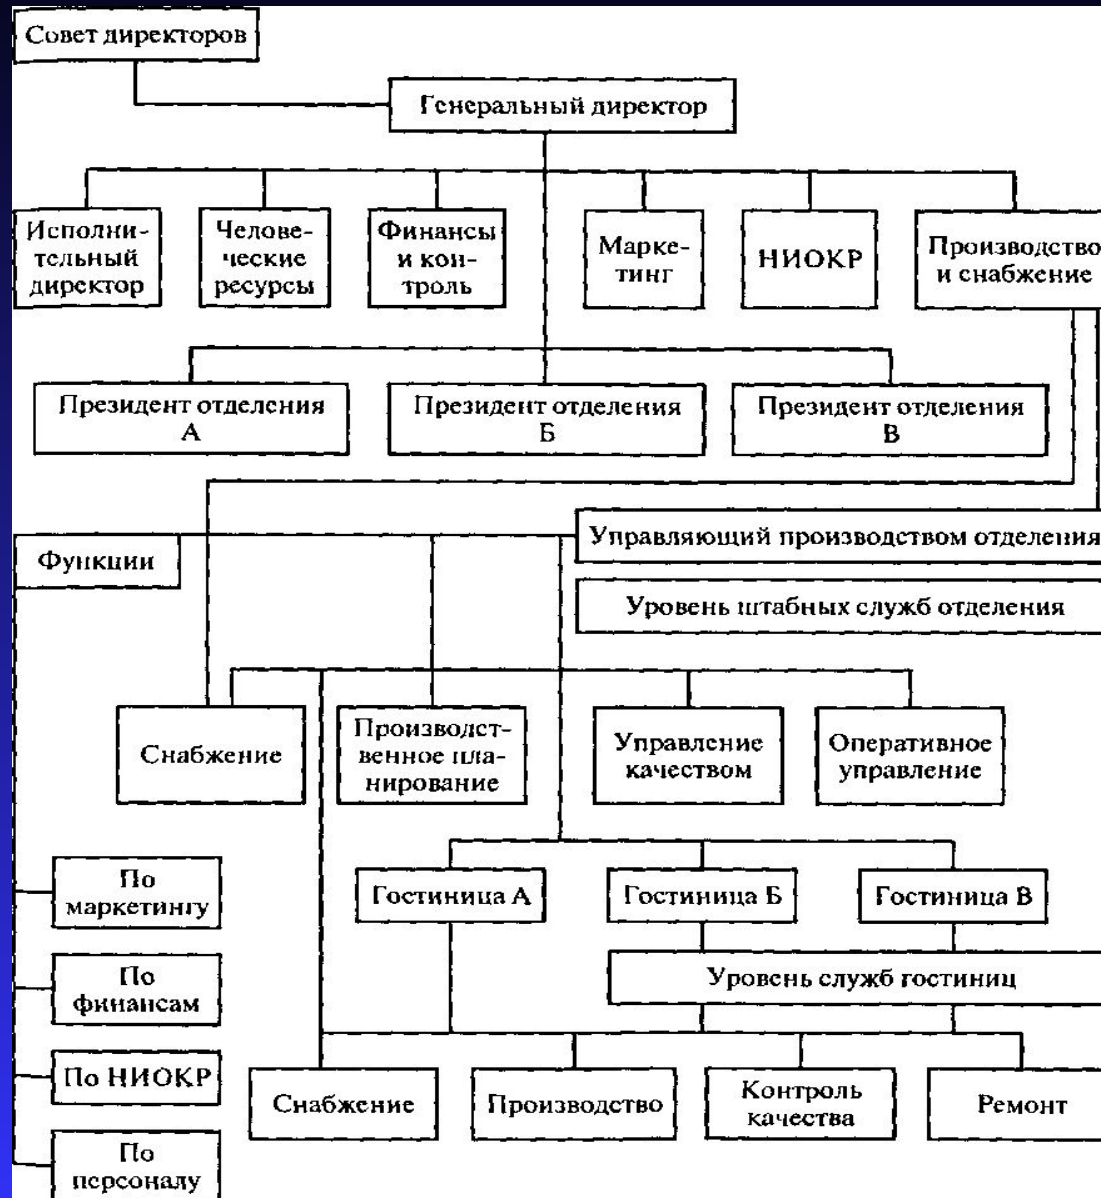 Совет директоров
Генеральный директор
Исполни-
тельный
директор
Челове-
ческие
ресурсы
Финансы
и кон-
троль
Марке-
тинг
НИОКР
Производство
и снабжение
Президент отделения
А
Президент отделения
Б
Президент отделения
В
Управляющий производством отделения
Функции
Уровень штабных служб отделения
Снабжение
Производст-
венное пла-
нирование
Управление
качеством
Оперативное
управление
По
маркетингу
Гостиница А
Гостиница Б
Гостиница В
По
финансам
Уровень служб гостиниц
По НИОКР
Снабжение
Производство
Контроль
качества
Ремонт
По
персоналу